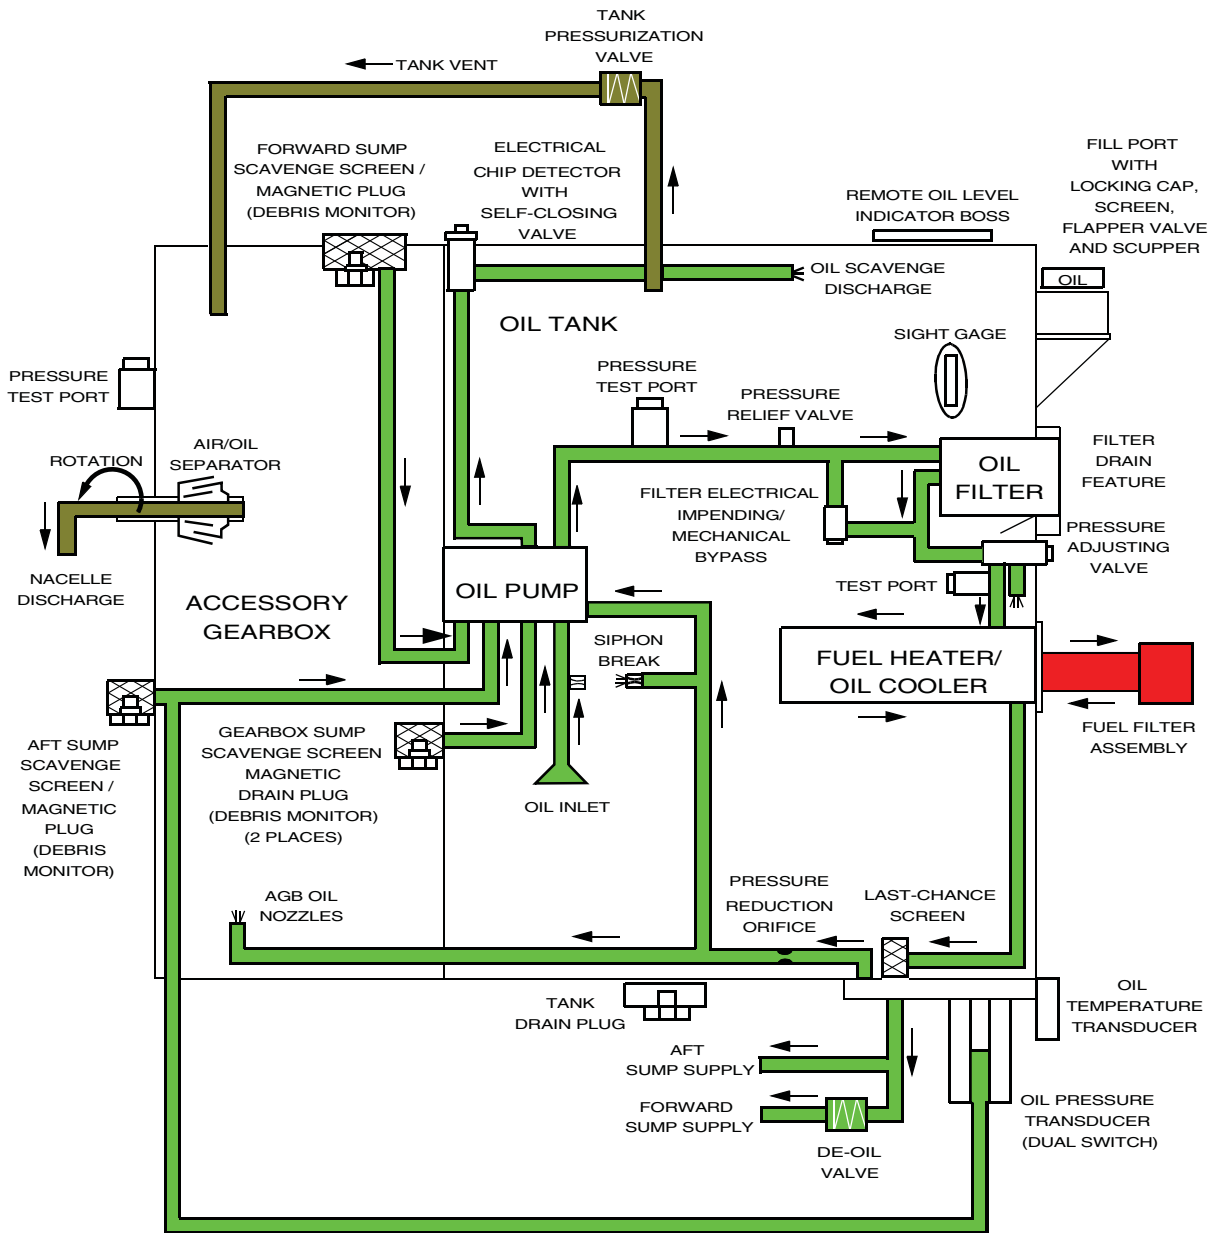 TANK
PRESSURIZATION
VALVE
TANK VENT
FORWARD SUMP
SCAVENGE SCREEN /
MAGNETIC PLUG
(DEBRIS MONITOR)
ELECTRICAL
CHIP DETECTOR
WITH
SELF-CLOSING
VALVE
REMOTE OIL LEVEL
INDICATOR BOSS
FILL PORT
WITH
LOCKING CAP,
SCREEN,
FLAPPER VALVE
AND SCUPPER
OIL SCAVENGE
DISCHARGE
OIL
OIL TANK
SIGHT GAGE
PRESSURE
TEST PORT
PRESSURE
TEST PORT
PRESSURE
RELIEF VALVE
ROTATION
AIR/OIL
SEPARATOR
OIL
FILTER
FILTER
DRAIN
FEATURE
FILTER ELECTRICAL
IMPENDING/
MECHANICAL
BYPASS
PRESSURE
ADJUSTING
VALVE
TEST PORT
NACELLE
DISCHARGE
ACCESSORY
GEARBOX
OIL PUMP
SIPHON
BREAK
FUEL HEATER/
OIL COOLER
FUEL FILTER
ASSEMBLY
AFT SUMP
SCAVENGE
SCREEN /
MAGNETIC
PLUG
(DEBRIS
MONITOR)
GEARBOX SUMP
SCAVENGE SCREEN
MAGNETIC
DRAIN PLUG
(DEBRIS MONITOR)
(2 PLACES)
OIL INLET
AGB OIL
NOZZLES
PRESSURE
REDUCTION
ORIFICE
LAST-CHANCE
SCREEN
TANK
DRAIN PLUG
OIL
TEMPERATURE
TRANSDUCER
AFT
SUMP SUPPLY
FORWARD
SUMP SUPPLY
DE-OIL
VALVE
OIL PRESSURE
TRANSDUCER
(DUAL SWITCH)